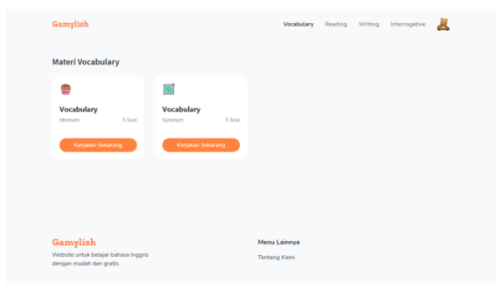 Gamylish
Vocabulary Reading Writing Interrogative
Materi Vocabulary
Vocabulary
Idiomatic 5 Soal
Kerjakan Sekarang
Vocabulary
Synonym 5 Soal
Kerjakan Sekarang
Gamylish
Website untuk belajar bahasa Inggris
dengan mudah dan gratis.
Menu Lainnya
Tentang Kami